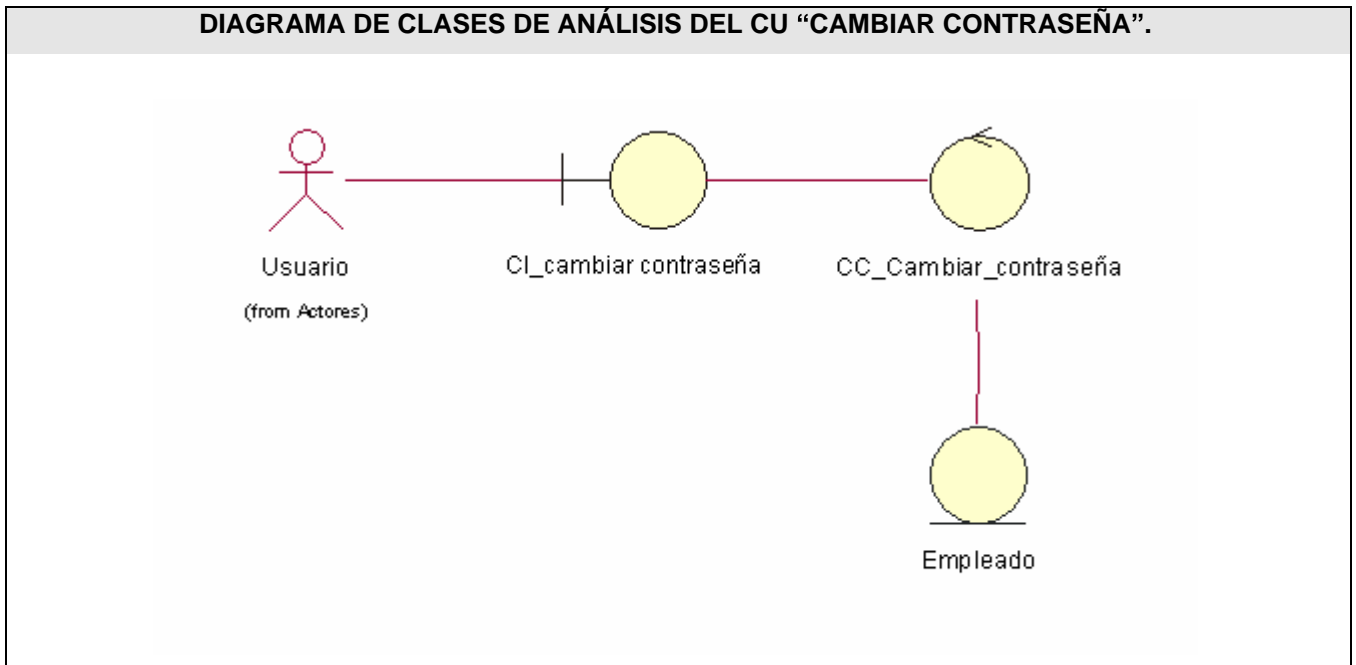 DIAGRAMA DE CLASES DE ANÁLISIS DEL CU “CAMBIAR CONTRASEÑA”.
Usuario
(from Actores)
CI_cambiar contraseña
CC_Cambiar_contraseña
Empleado